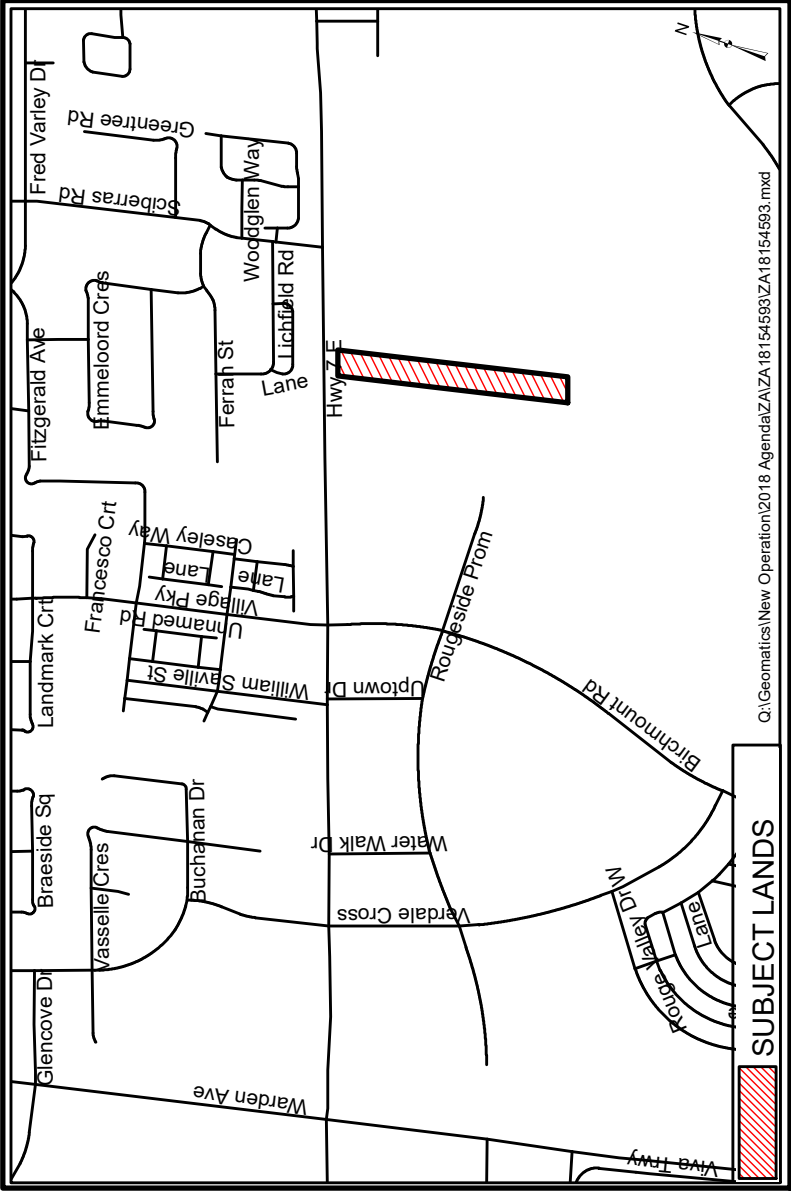 Glencove Dr
Braeside Sq
Landmark Crt
Fitzgerald Ave
Fred Varley Dr
Vasselle Cres
Buchanan Dr
Francesco Crt
Emmeloord Cres
Ferran St
Lichfield Rd
Lane
Woodglen Way
Greentree Rd
Sciberras Rd
Caseley Way
Lane
Lane
Village Pky
Unnamed Rd
William Saville St
Uptown Dr
Water Walk Dr
Verdale Cross
Warden Ave
Viva Trwy
Hwy 7 E
Rougeside Prom
Birchmount Rd
Rouge Valley Dr W
Lane
N
Q:\Geomatics\New Operation\2018 Agenda\ZA\ZA18154593\ZA18154593.mxd
SUBJECT LANDS